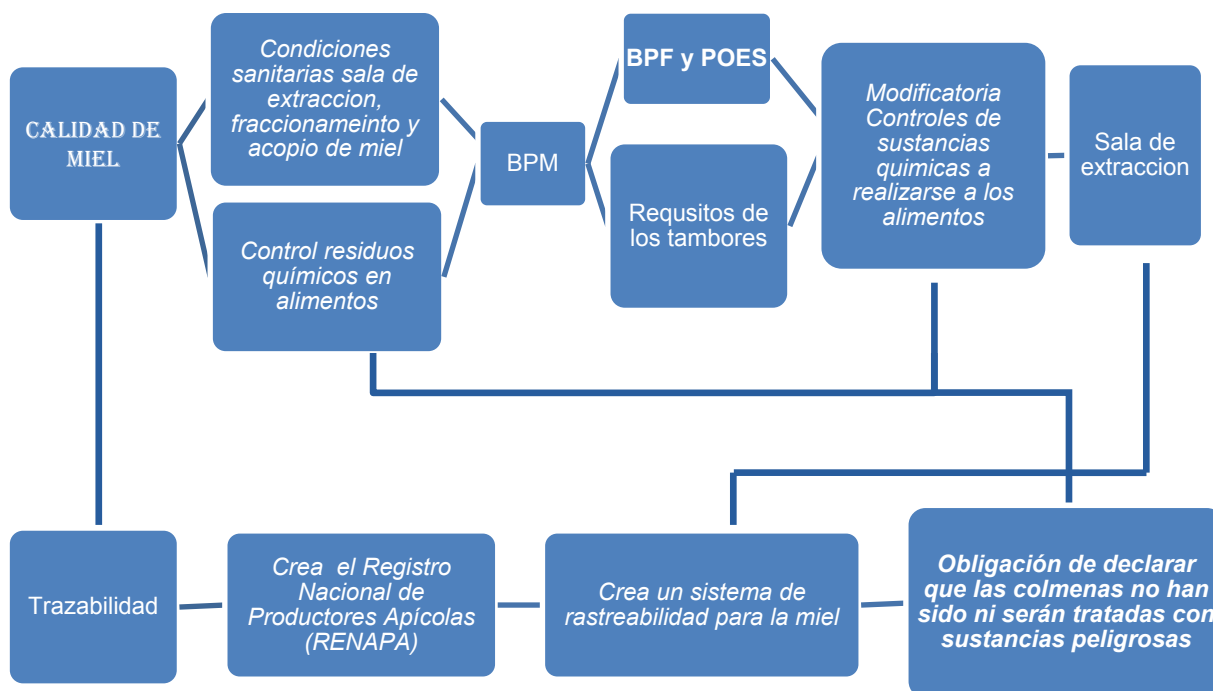 CALIDAD DE
MIEL
Condiciones
sanitarias sala de
extraccion,
fraccionameinto y
acopio de miel
Control residuos
químicos en
alimentos
BPM
BPF y POES
Requsitos de
los tambores
Modificatoria
Controles de
sustancias
quimicas a
realizarse a los
alimentos
Sala de
extraccion
Trazabilidad
Crea el Registro
Nacional de
Productores Apícolas
(RENAPA)
Crea un sistema de
rastreabilidad para la miel
Obligación de declarar
que las colmenas no han
sido ni serán tratadas con
sustancias peligrosas